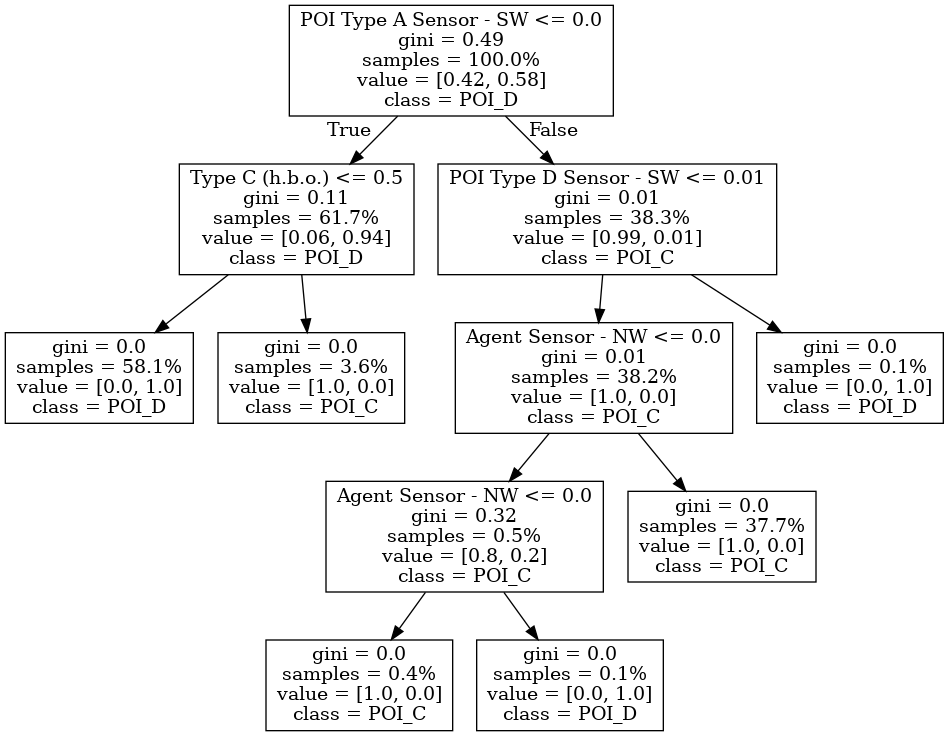 POI Type A Sensor - SW <= 0.0
gini = 0.49
samples = 100.0%
value = [0.42, 0.58]
class = POI_D
True
False
Type C (h.b.o.) <= 0.5
gini = 0.11
samples = 61.7%
value = [0.06, 0.94]
class = POI_D
POI Type D Sensor - SW <= 0.01
gini = 0.01
samples = 38.3%
value = [0.99, 0.01]
class = POI_C
gini = 0.0
samples = 58.1%
value = [0.0, 1.0]
class = POI_D
gini = 0.0
samples = 3.6%
value = [1.0, 0.0]
class = POI_C
Agent Sensor - NW <= 0.0
gini = 0.01
samples = 38.2%
value = [1.0, 0.0]
class = POI_C
gini = 0.0
samples = 0.1%
value = [0.0, 1.0]
class = POI_D
Agent Sensor - NW <= 0.0
gini = 0.32
samples = 0.5%
value = [0.8, 0.2]
class = POI_C
gini = 0.0
samples = 37.7%
value = [1.0, 0.0]
class = POI_C
gini = 0.0
samples = 0.4%
value = [1.0, 0.0]
class = POI_C
gini = 0.0
samples = 0.1%
value = [0.0, 1.0]
class = POI_D